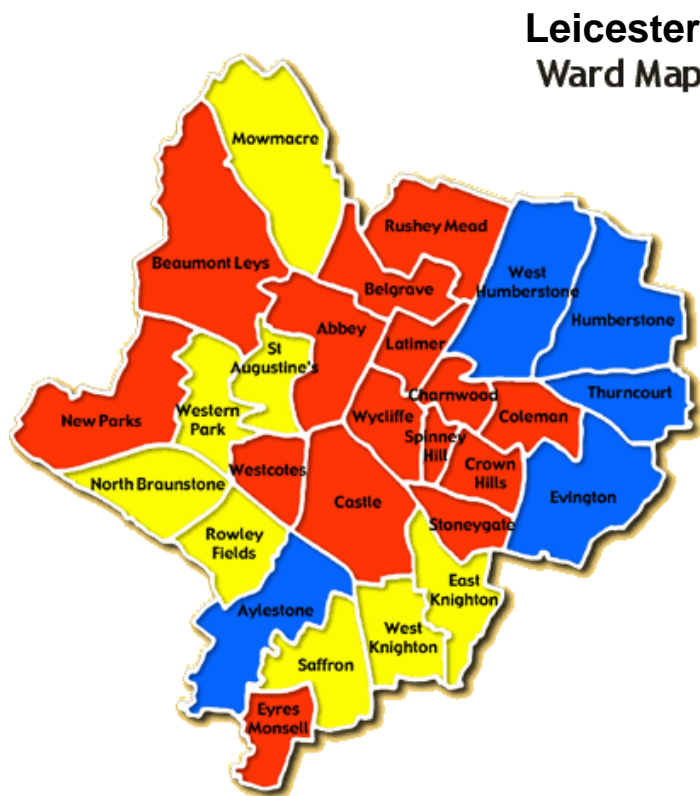 Leicester
Ward Map
Mowmacre
Rushey Mead
Beaumont Leys
West
Humberstone
Belgrave
Humberstone
Abbey
Latimer
St
Augustine's
Thurncourt
Charnwood
New Parks
Western
Park
Wycliffe
Coleman
Spinney
Hill
Westcotes
Crown
Hills
North Braunstone
Castle
Evington
Stoneygate
Rowley
Fields
East
Knighton
Aylestone
West
Knighton
Saffron
Eyres
Monsell